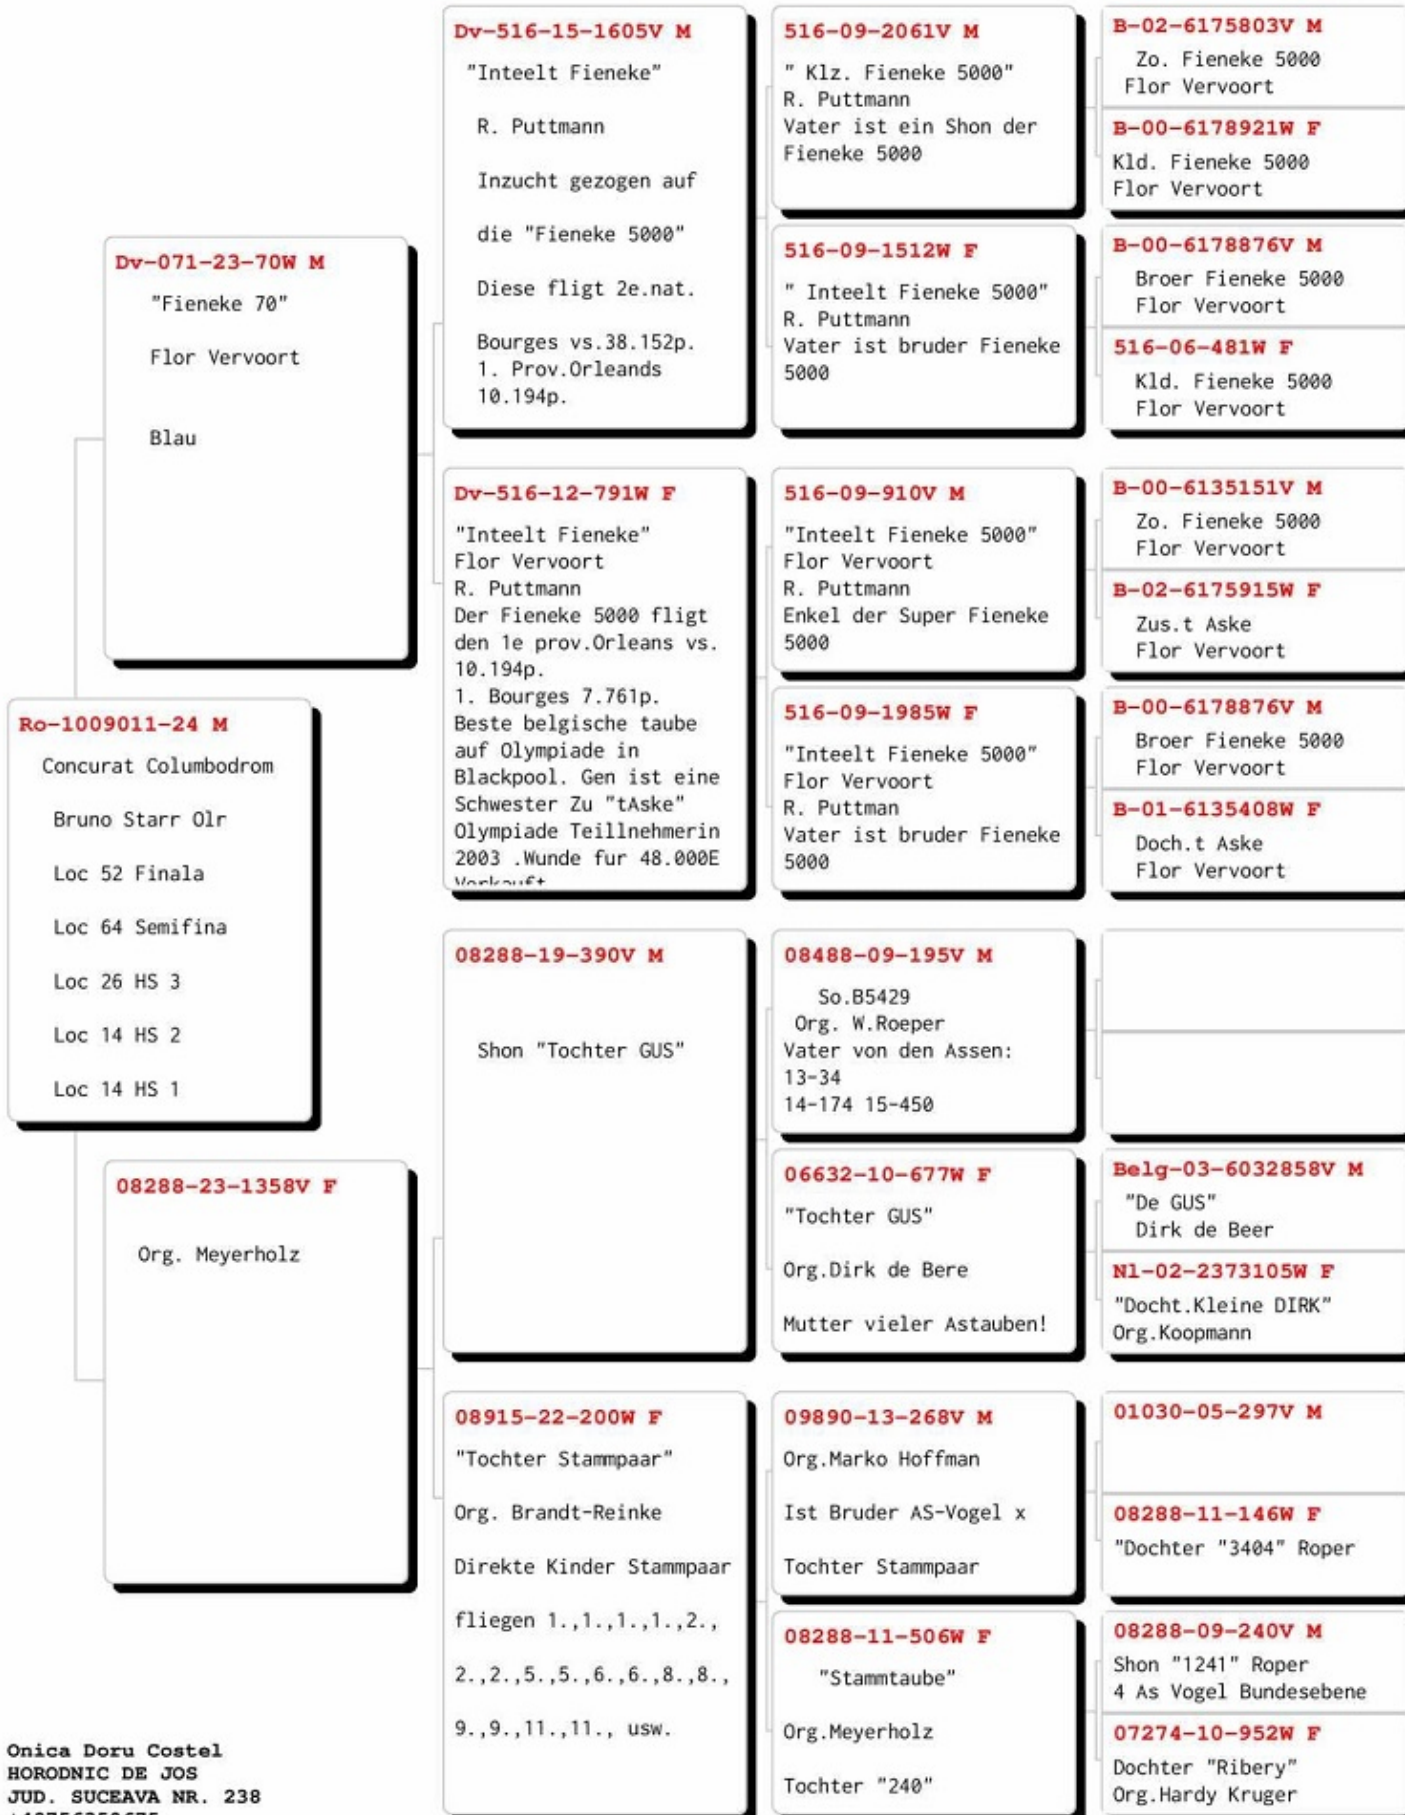 Ro-1009011-24 M
Concurat Columbodrom
Bruno Starr Olr
Loc 52 Finala
Loc 64 Semifina
Loc 26 HS 3
Loc 14 HS 2
Loc 14 HS 1
Dv-071-23-70W M
"Fieneke 70"
Flor Vervoort
Blau
08288-23-1358V F
Org. Meyerholz
Dv-516-15-1605V M
"Inteelt Fieneke"
R. Puttmann
Inzucht gezogen auf
die "Fieneke 5000"
Diese fligt 2e.nat.
Bourges vs.38.152p.
1. Prov.Orleands
10.194p.
Dv-516-12-791W F
"Inteelt Fieneke"
Flor Vervoort
R. Puttmann
Der Fieneke 5000 fligt
den 1e prov.Orleans vs.
10.194p.
1. Bourges 7.761p.
Beste belgische taube
auf Olympiade in
Blackpool. Gen ist eine
Schwester Zu "tAske"
Olympiade Teillnehmerin
2003 .Wunde fur 48.000E
Verkauft
08288-19-390V M
Shon "Tochter GUS"
08915-22-200W F
"Tochter Stammpaar"
Org. Brandt-Reinke
Direkte Kinder Stammpaar
fliegen 1.,1.,1.,1.,2.,
2.,2.,5.,5.,6.,6.,8.,8.,
9.,9.,11.,11., usw.
516-09-2061V M
" Klz. Fieneke 5000"
R. Puttmann
Vater ist ein Shon der
Fieneke 5000
516-09-1512W F
" Inteelt Fieneke 5000"
R. Puttmann
Vater ist bruder Fieneke
5000
516-09-910V M
"Inteelt Fieneke 5000"
Flor Vervoort
R. Puttmann
Enkel der Super Fieneke
5000
516-09-1985W F
"Inteelt Fieneke 5000"
Flor Vervoort
R. Puttman
Vater ist bruder Fieneke
5000
08488-09-195V M
So.B5429
Org. W.Roeper
Vater von den Assen:
13-34
14-174 15-450
06632-10-677W F
"Tochter GUS"
Org.Dirk de Bere
Mutter vieler Astauben!
09890-13-268V M
Org.Marko Hoffman
Ist Bruder AS-Vogel x
Tochter Stammpaar
08288-11-506W F
"Stammtaube"
Org.Meyerholz
Tochter "240"
B-02-6175803V M
Zo. Fieneke 5000
Flor Vervoort
B-00-6178921W F
Kld. Fieneke 5000
Flor Vervoort
B-00-6178876V M
Broer Fieneke 5000
Flor Vervoort
516-06-481W F
Kld. Fieneke 5000
Flor Vervoort
B-00-6135151V M
Zo. Fieneke 5000
Flor Vervoort
B-02-6175915W F
Zus.t Aske
Flor Vervoort
B-00-6178876V M
Broer Fieneke 5000
Flor Vervoort
B-01-6135408W F
Doch.t Aske
Flor Vervoort
Belg-03-6032858V M
"De GUS"
Dirk de Beer
Nl-02-2373105W F
"Docht.Kleine DIRK"
Org.Koopmann
01030-05-297V M
08288-11-146W F
"Dochter "3404" Roper
08288-09-240V M
Shon "1241" Roper
4 As Vogel Bundesebene
07274-10-952W F
Dochter "Ribery"
Org.Hardy Kruger
Onica Doru Costel
HORODNIC DE JOS
JUD. SUCEAVA NR. 238